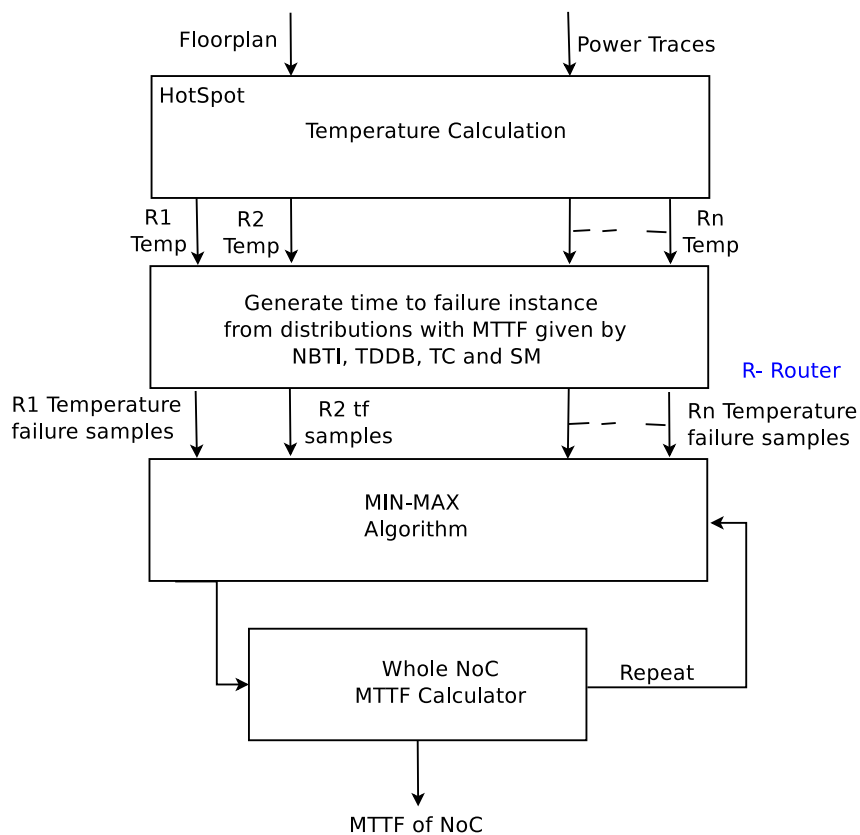 Floorplan
Power Traces
HotSpot
Temperature Calculation
R1
Temp
R2
Temp
Rn
Temp
Generate time to failure instance
from distributions with MTTF given by
NBTI, TDDB, TC and SM
R- Router
R1 Temperature
failure samples
R2 tf
samples
Rn Temperature
failure samples
MIN-MAX
Algorithm
Whole NoC
MTTF Calculator
Repeat
MTTF of NoC